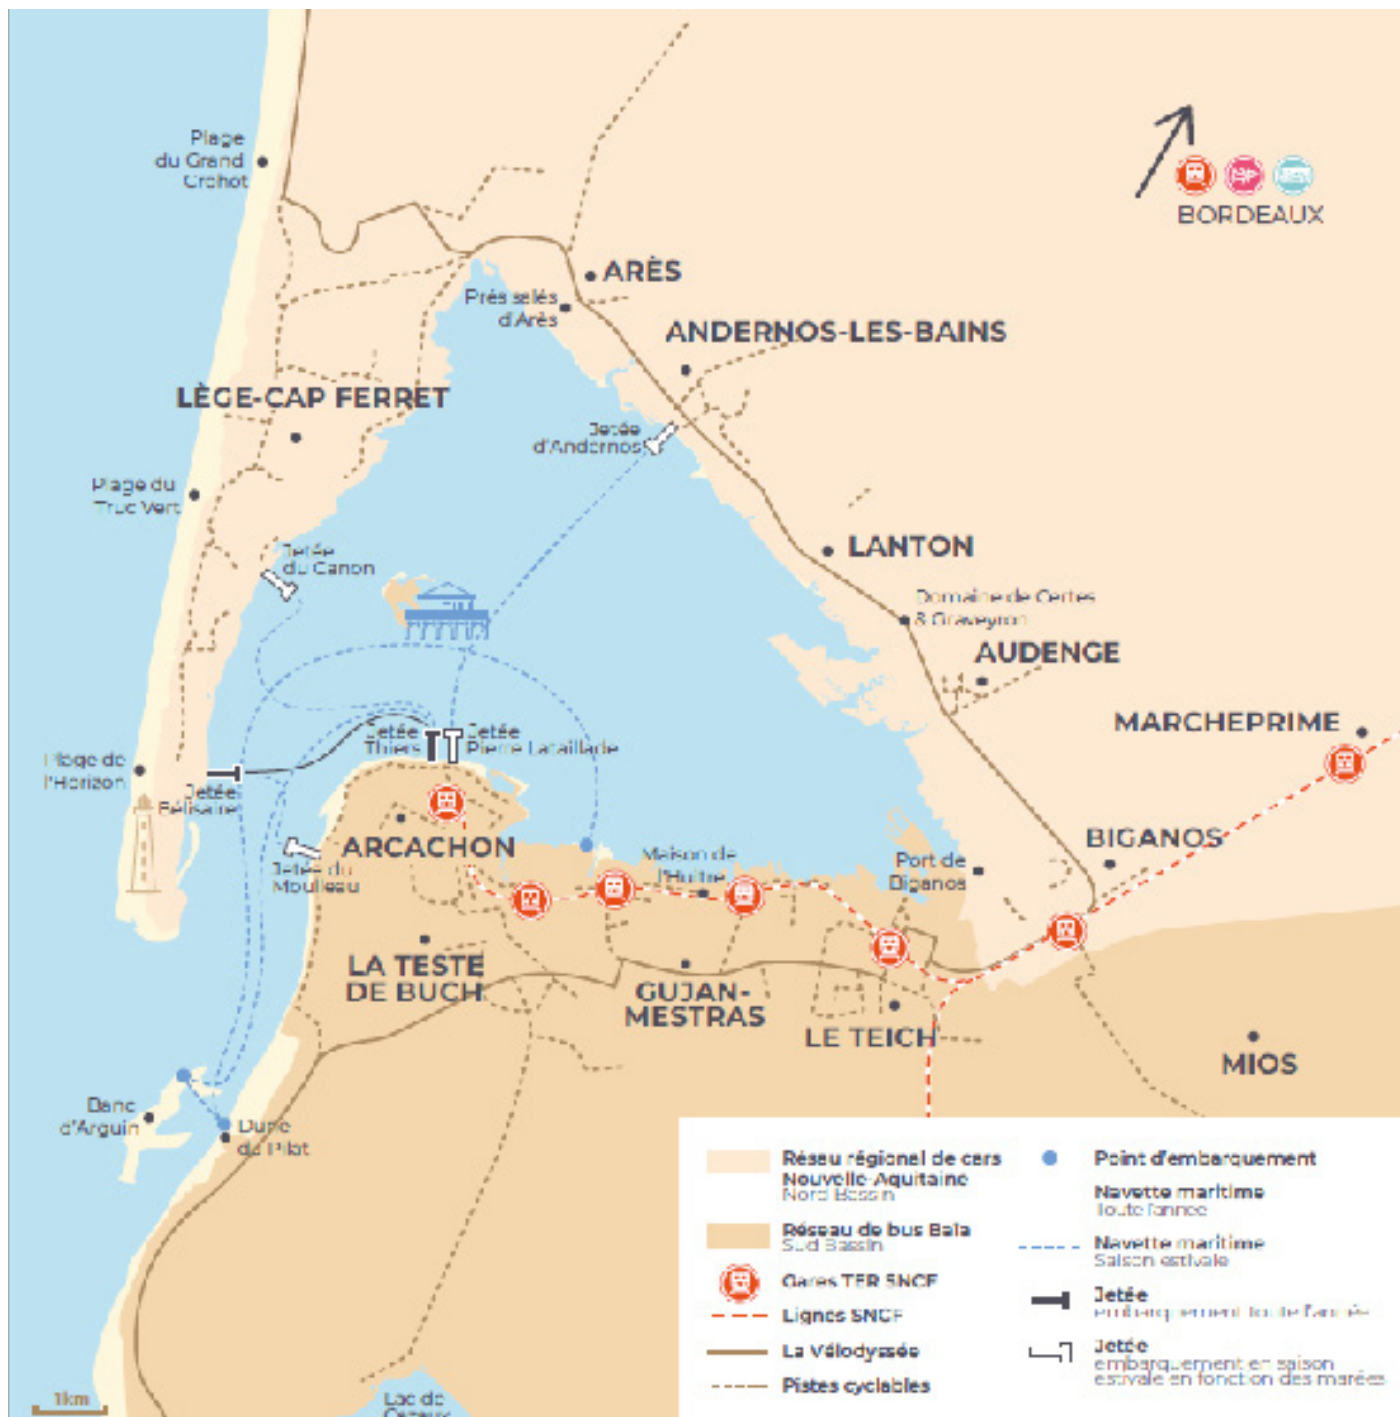 Plage
du Grand
Crohot
BORDEAUX
ARÈS
Prés salés
d'Arès
ANDERNOS-LES-BAINS
LÈGE-CAP FERRET
Jetée
d'Andernos
Plage du
Truc Vert
LANTON
Jetée
du Canon
Domaine de Certes
& Graveyron
AUDENGE
MARCHEPRIME
Jetée
Thiers
Jetée
Pierre Lataillade
Plage de
l'Horizon
Jetée
Bélisaire
ARCACHON
BIGANOS
Maison de
l'Huître
Port de
Biganos
Jetée du
Moulleau
LA TESTE
DE BUCH
GUJAN-
MESTRAS
LE TEICH
MIOS
Banc
d'Arguin
Dune
du Pilat
Résau régional de cars
Nouvelle-Aquitaine
Nord Bassin
Réseau de bus Baïa
Sud Bassin
Gares TER SNCF
Lignes SNCF
La Vélodyssée
Pistes cyclables
Point d'embarquement
Navette maritime
Toute l'année
Navette maritime
Saison estivale
Jetée
embarquement toute l'année
Jetée
embarquement en saison
estivale en fonction des marées
1km
Lac de
Cazaux